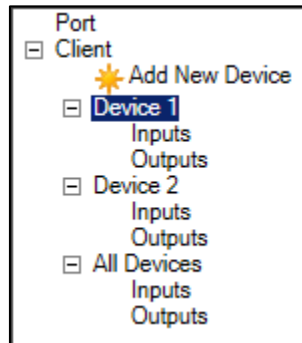 Port
Client
Add New Device
Device 1
Inputs
Outputs
Device 2
Inputs
Outputs
All Devices
Inputs
Outputs